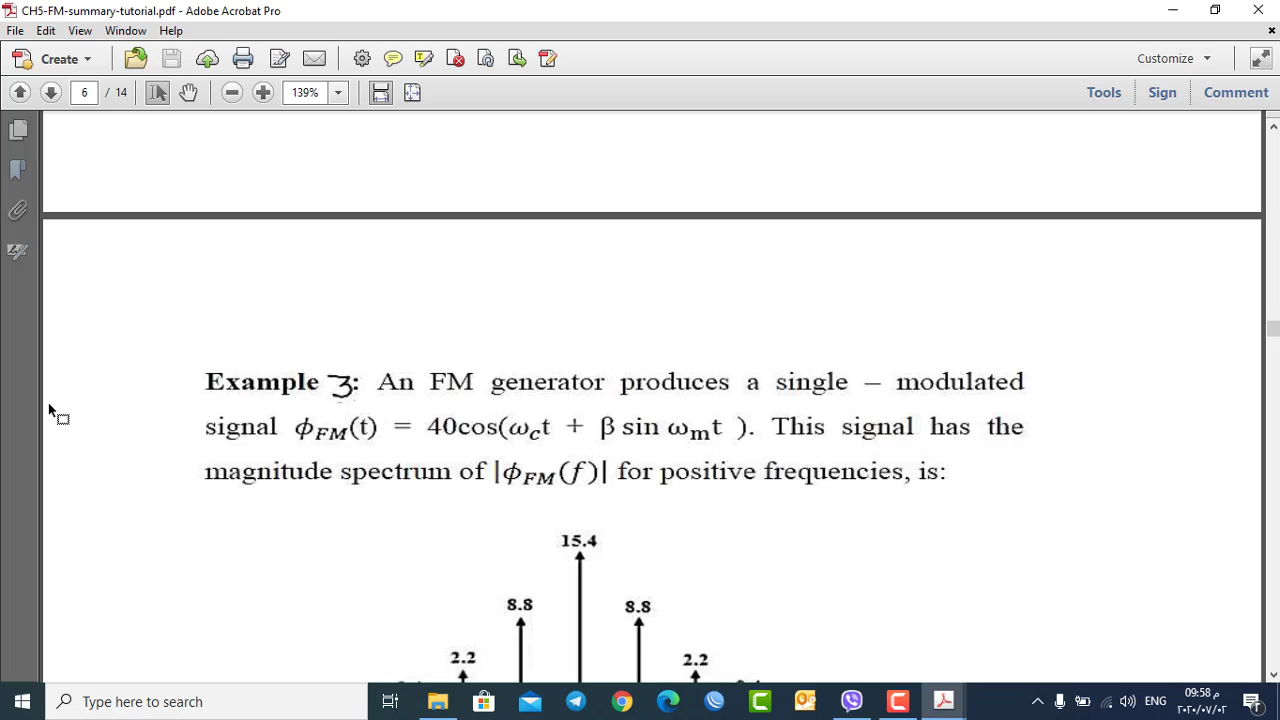 CH5-FM-summary-tutorial.pdf - Adobe Acrobat Pro
File Edit View Window Help
Create Customize
6 / 14 139% Tools Sign Comment
Example 3: An FM generator produces a single – modulated
signal ϕFM(t) = 40cos(ωct + β sin ωmt ). This signal has the
magnitude spectrum of |ϕFM(f)| for positive frequencies, is:
15.4
8.8 8.8
2.2 2.2
Type here to search ENG 09:58 م
٢٠٢٠/٠٧/٠٢